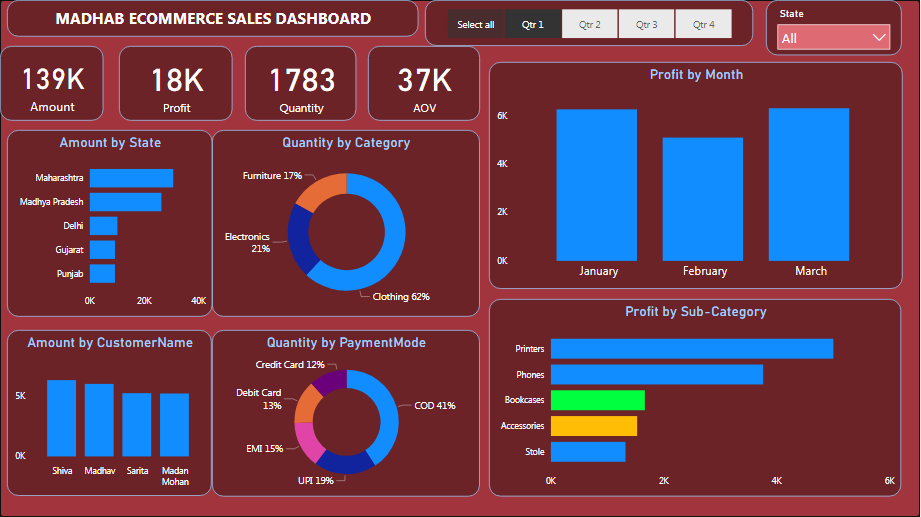 MADHAB ECOMMERCE SALES DASHBOARD
Select all
Qtr 1
Qtr 2
Qtr 3
Qtr 4
State
All
139K
Amount
18K
Profit
1783
Quantity
37K
AOV
Amount by State
Maharashtra
Madhya Pradesh
Delhi
Gujarat
Punjab
0K 20K 40K
Quantity by Category
Furniture 17%
Electronics
21%
Clothing 62%
Profit by Month
6K
4K
2K
0K
January February March
Amount by CustomerName
5K
0K
Shiva Madhav Sarita Madan
Mohan
Quantity by PaymentMode
Credit Card 12%
Debit Card
13%
COD 41%
EMI 15%
UPI 19%
Profit by Sub-Category
Printers
Phones
Bookcases
Accessories
Stole
0K 2K 4K 6K